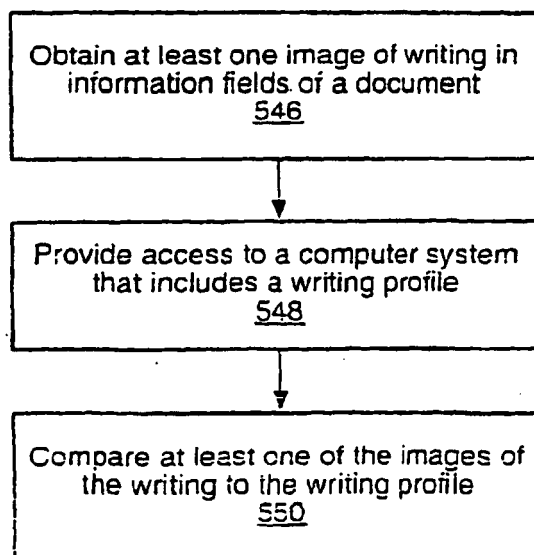 Obtain at least one image of writing in
information fields of a document
546
Provide access to a computer system
that includes a writing profile
548
Compare at least one of the images of
the writing to the writing profile
550